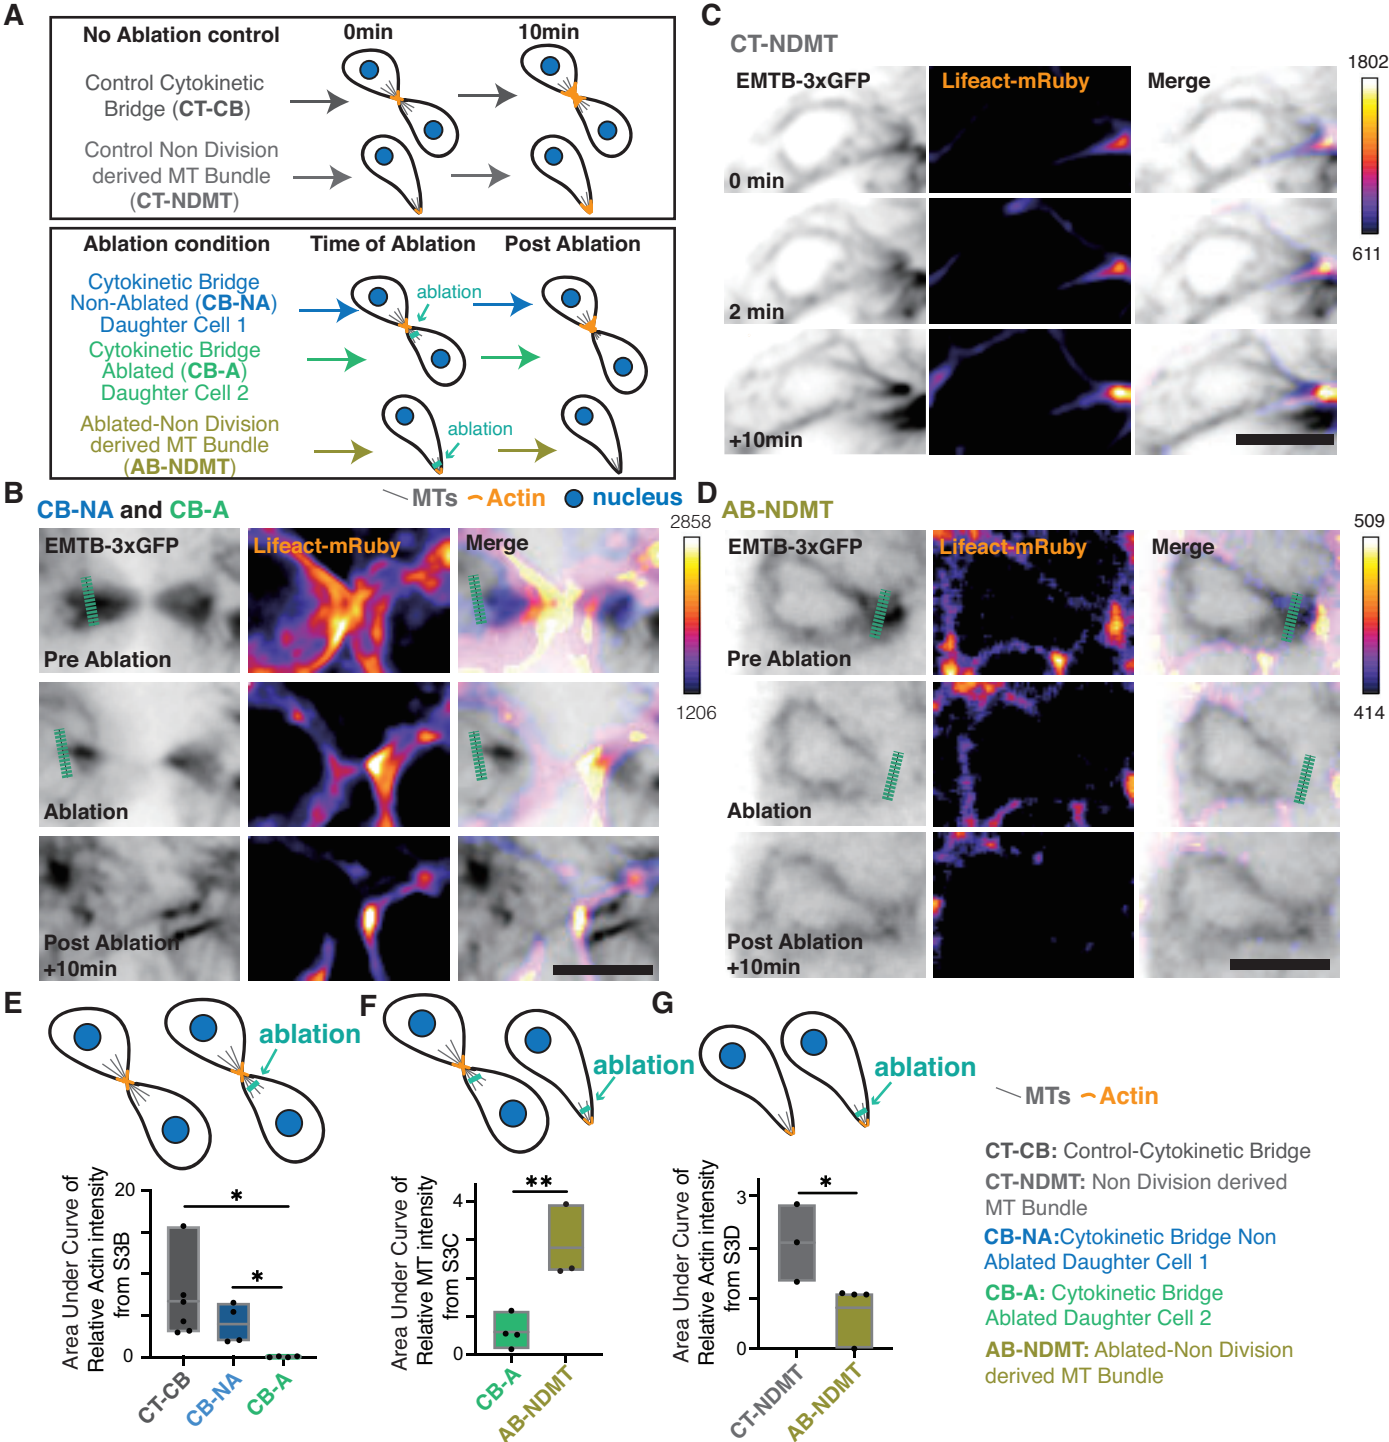 A
No Ablation control
0min
10min
Control Cytokinetic
Bridge (CT-CB)
Control Non Division
derived MT Bundle
(CT-NDMT)
Ablation condition
Time of Ablation
Post Ablation
Cytokinetic Bridge
Non-Ablated (CB-NA)
Daughter Cell 1
ablation
Cytokinetic Bridge
Ablated (CB-A)
Daughter Cell 2
Ablated-Non Division
derived MT Bundle
(AB-NDMT)
ablation
MTs
Actin
nucleus
B
CB-NA and CB-A
EMTB-3xGFP
Lifeact-mRuby
Merge
2858
1206
Pre Ablation
Ablation
Post Ablation
+10min
C
CT-NDMT
EMTB-3xGFP
Lifeact-mRuby
Merge
1802
611
0 min
2 min
+10min
D
AB-NDMT
EMTB-3xGFP
Lifeact-mRuby
Merge
509
414
Pre Ablation
Ablation
Post Ablation
+10min
E
ablation
Area Under Curve of
Relative Actin intensity
from S3B
20
0
*
*
CT-CB
CB-NA
CB-A
F
ablation
Area Under Curve of
Relative MT intensity
from S3C
4
0
**
CB-A
AB-NDMT
G
ablation
Area Under Curve of
Relative Actin intensity
from S3D
3
0
*
CT-NDMT
AB-NDMT
MTs
Actin
CT-CB: Control-Cytokinetic Bridge
CT-NDMT: Non Division derived
MT Bundle
CB-NA:Cytokinetic Bridge Non
Ablated Daughter Cell 1
CB-A: Cytokinetic Bridge
Ablated Daughter Cell 2
AB-NDMT: Ablated-Non Division
derived MT Bundle